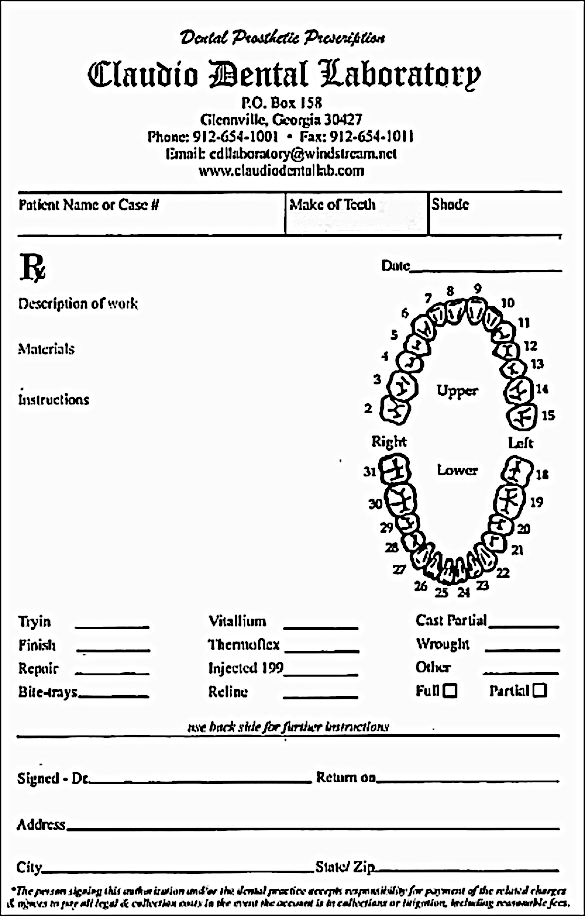 Dental Prosthetic Prescription
Claudio Dental Laboratory
P.O. Box 158
Glennville, Georgia 30427
Phone: 912-654-1001 • Fax: 912-654-1011
Email: cdllaboratory@windstream.net
www.claudiodentallab.com
Patient Name or Case # Make of Teeth Shade
Rx
Date
Description of work
Materials
Instructions
7 8 9 10
6 11
5 12
4 13
3 Upper 14
2 15
Right Left
31 Lower 18
30 19
29 20
28 21
27 22
26 25 24 23
Tryin Vitallium Cast Partial
Finish Thermoflex Wrought
Repair Injected 199 Other
Bite-trays Reline Full Partial
use back side for further instructions
Signed - Dr. Return on
Address
City State/ Zip
*The person signing this authorization and/or the dental practice accepts responsibility for payment of the related charges
& agrees to pay all legal & collection costs in the event the account is in collections or litigation, including reasonable fees.